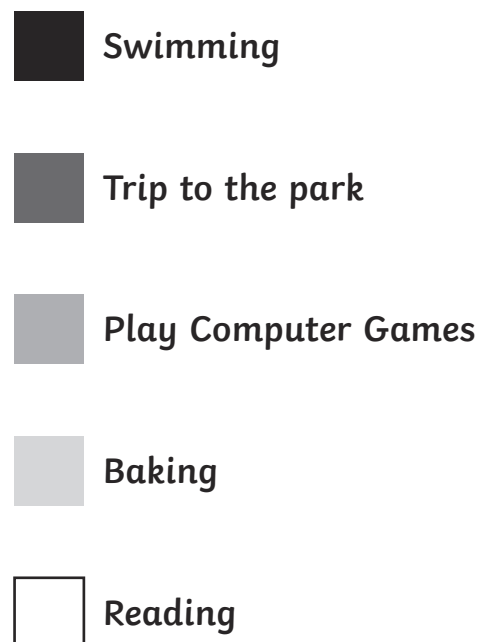 Swimming
Trip to the park
Play Computer Games
Baking
Reading